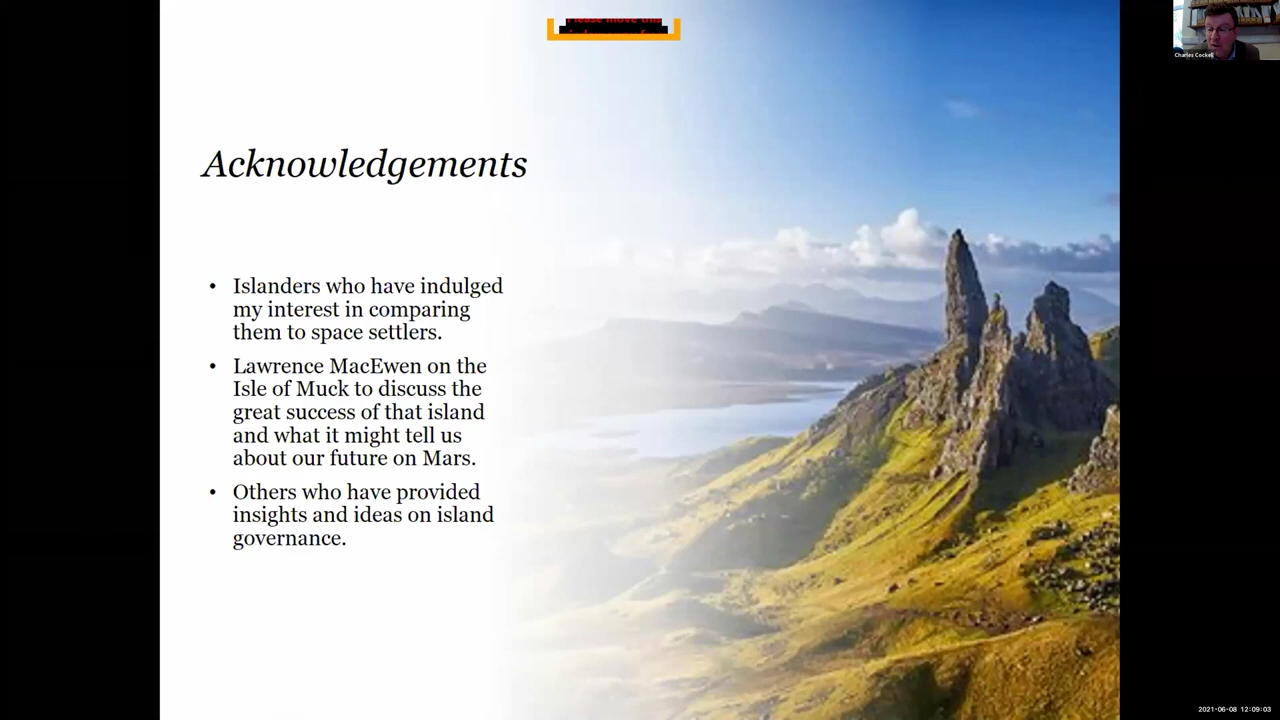 Please move this
Charles Cockell
Acknowledgements
• Islanders who have indulged
my interest in comparing
them to space settlers.
• Lawrence MacEwen on the
Isle of Muck to discuss the
great success of that island
and what it might tell us
about our future on Mars.
• Others who have provided
insights and ideas on island
governance.
2021-06-08 12:09:03